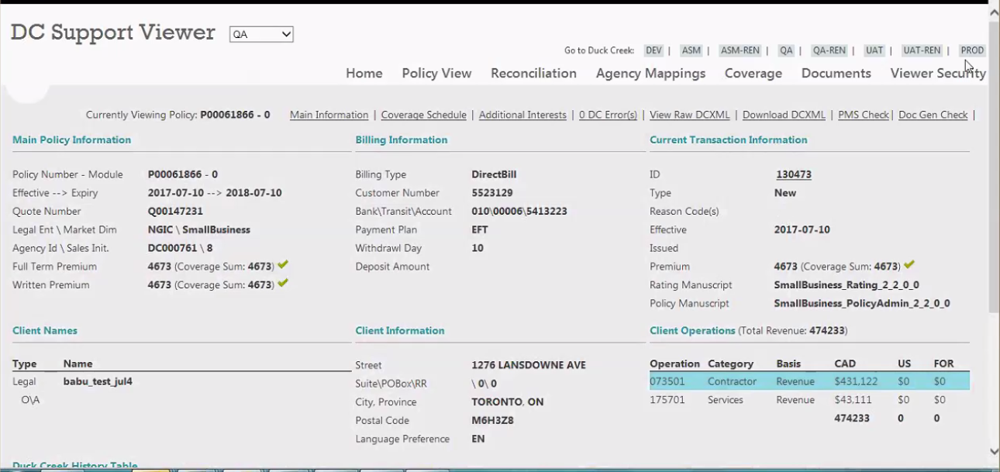 DC Support Viewer QA
Go to Duck Creek: DEV | ASM | ASM-REN | QA | QA-REN | UAT | UAT-REN | PROD
Home Policy View Reconciliation Agency Mappings Coverage Documents Viewer Security
Currently Viewing Policy: P00061866 - 0 Main Information | Coverage Schedule | Additional Interests | 0 DC Error(s) | View Raw DCXML | Download DCXML | PMS Check | Doc Gen Check |
Main Policy Information Billing Information Current Transaction Information
Policy Number - Module P00061866 - 0 Billing Type DirectBill ID 130473
Effective --> Expiry 2017-07-10 --> 2018-07-10 Customer Number 5523129 Type New
Quote Number Q00147231 Bank\Transit\Account 010\00006\5413223 Reason Code(s)
Legal Ent \ Market Dim NGIC \ SmallBusiness Payment Plan EFT Effective 2017-07-10
Agency Id \ Sales Init. DC000761 \ 8 Withdrawl Day 10 Issued
Full Term Premium 4673 (Coverage Sum: 4673) Deposit Amount Premium 4673 (Coverage Sum: 4673)
Written Premium 4673 (Coverage Sum: 4673) Rating Manuscript SmallBusiness_Rating_2_2_0_0
Policy Manuscript SmallBusiness_PolicyAdmin_2_2_0_0
Client Names Client Information Client Operations (Total Revenue: 474233)
Type Name Street 1276 LANSDOWNE AVE Operation Category Basis CAD US FOR
Legal babu_test_jul4 Suite\POBox\RR \ 0\ 0 073501 Contractor Revenue $431,122 $0 $0
O\A City, Province TORONTO, ON 175701 Services Revenue $43,111 $0 $0
Postal Code M6H3Z8 474233 0 0
Language Preference EN
Duck Creek History Table